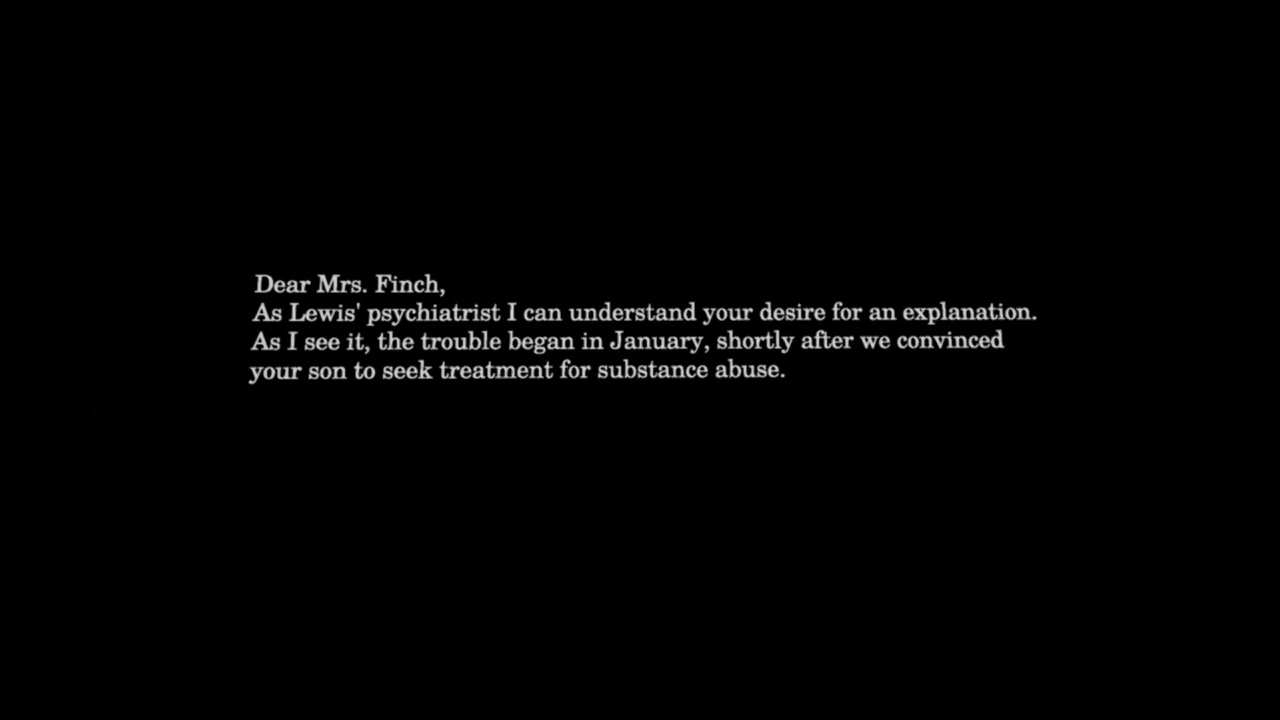 Dear Mrs. Finch,
As Lewis' psychiatrist I can understand your desire for an explanation.
As I see it, the trouble began in January, shortly after we convinced
your son to seek treatment for substance abuse.